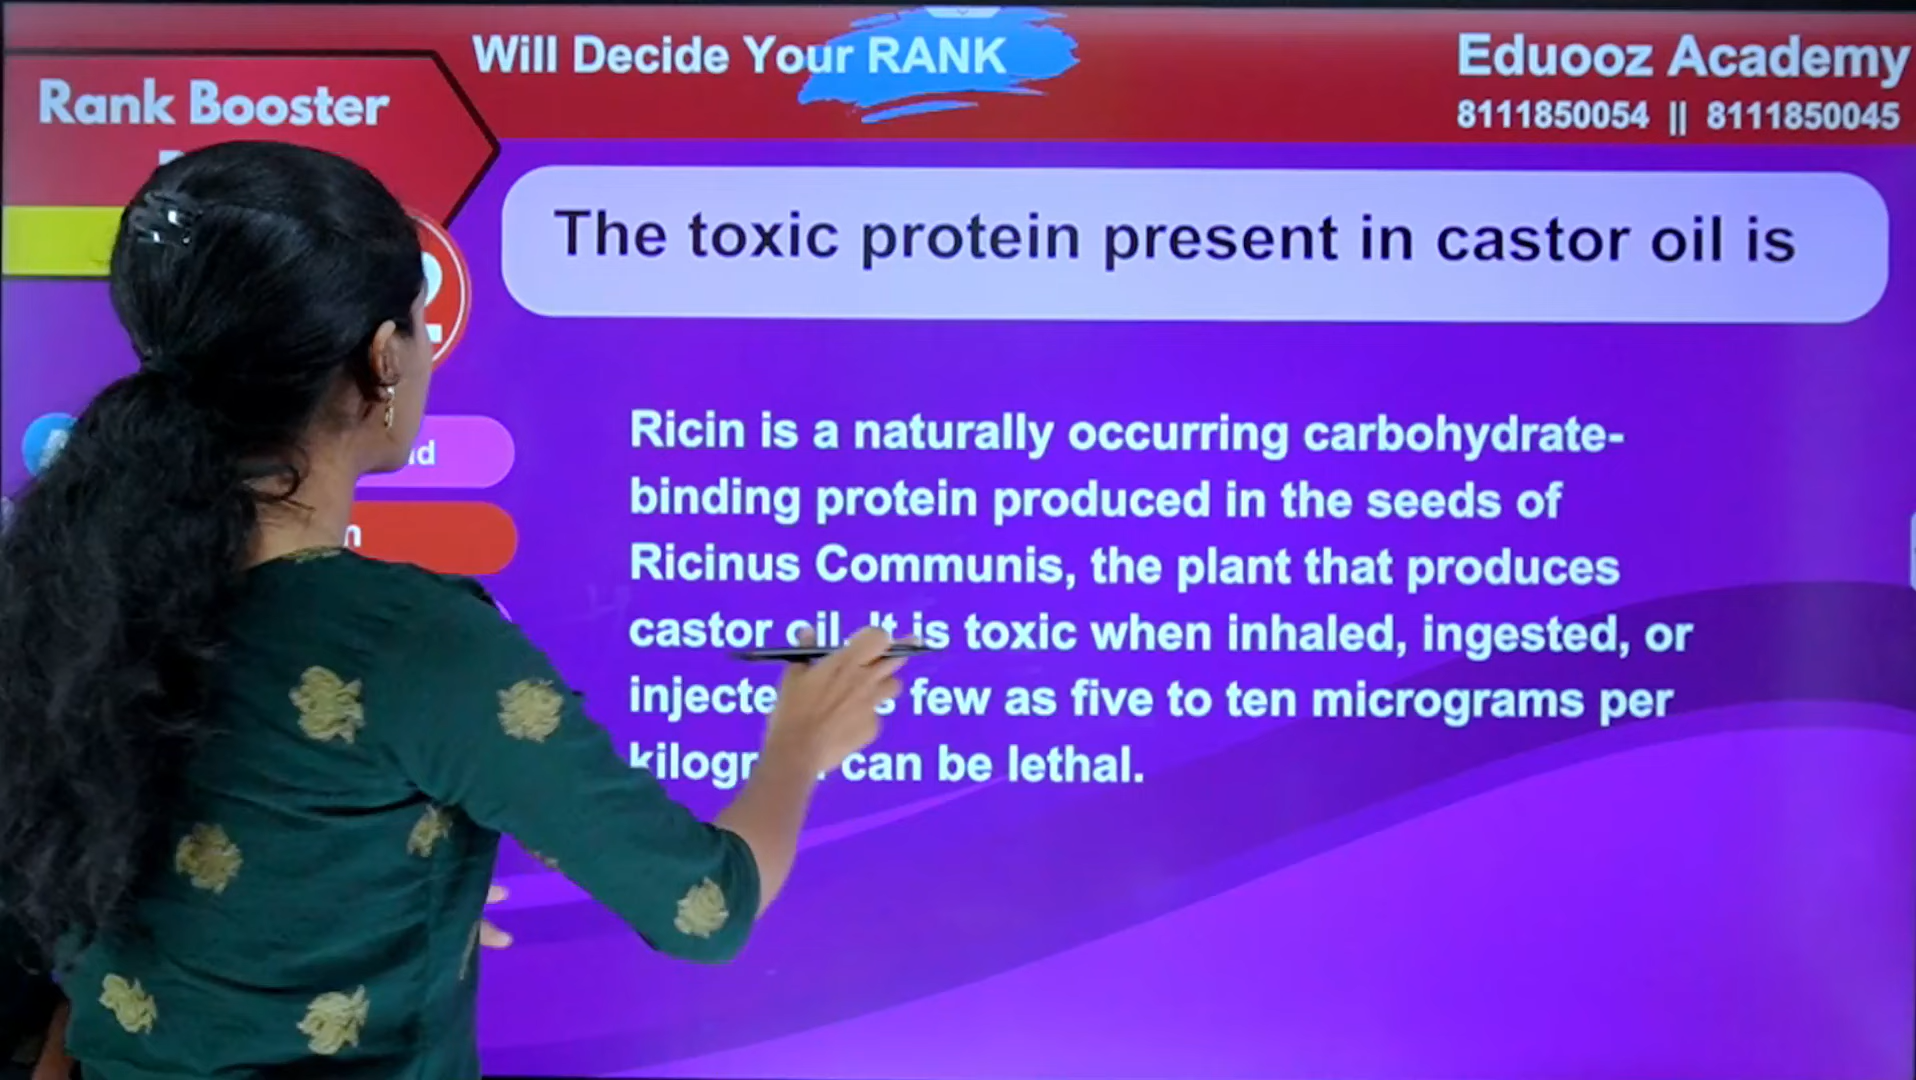 Will Decide Your RANK
Eduooz Academy
8111850054 || 8111850045
Rank Booster
The toxic protein present in castor oil is
Ricin is a naturally occurring carbohydrate-
binding protein produced in the seeds of
Ricinus Communis, the plant that produces
castor oil. It is toxic when inhaled, ingested, or
few as five to ten micrograms per
can be lethal.